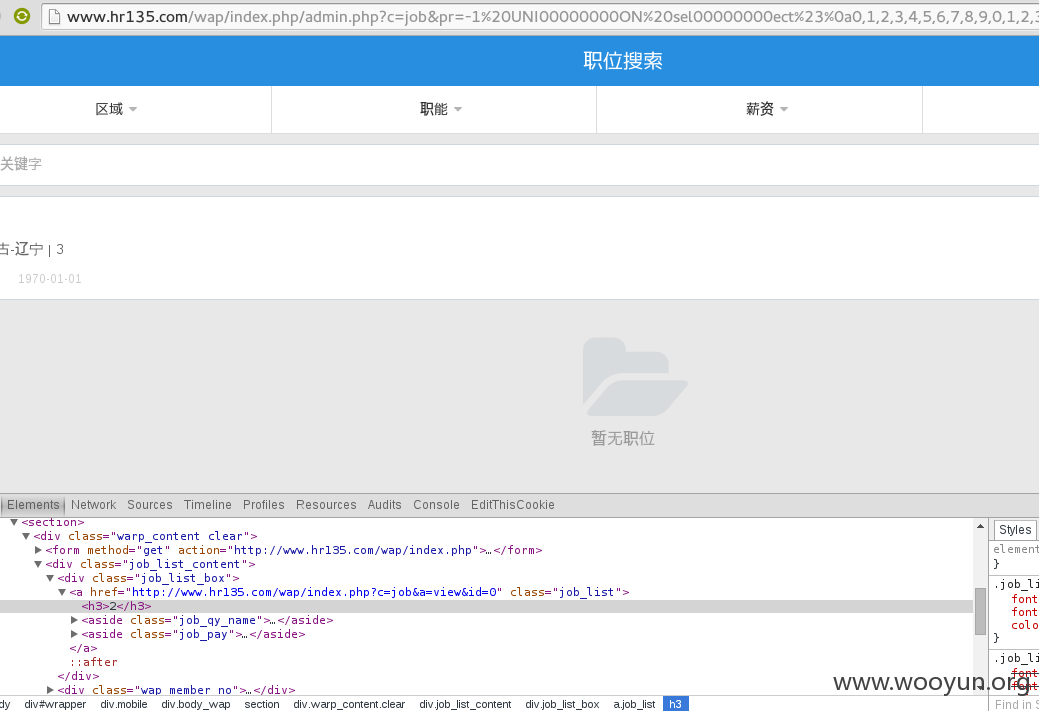 www.hr135.com/wap/index.php/admin.php?c=job&pr=-1%20UNI00000000ON%20sel00000000ect%23%0a0,1,2,3,4,5,6,7,8,9,0,1,2,3
职位搜索
区域 职能 薪资
关键字
古-辽宁 | 3
1970-01-01
暂无职位
Elements Network Sources Timeline Profiles Resources Audits Console EditThisCookie
▼<section>
▼<div class="warp_content clear">
▶<form method="get" action="http://www.hr135.com/wap/index.php">…</form>
▼<div class="job_list_content">
▼<div class="job_list_box">
▼<a href="http://www.hr135.com/wap/index.php?c=job&a=view&id=0" class="job_list">
<h3>2</h3>
▶<aside class="job_qy_name">…</aside>
▶<aside class="job_pay">…</aside>
</a>
::after
</div>
▶<div class="wap_member_no">…</div>
Styles
element
}
.job_li
font
font
colo
}
.job_li
font
font
www.wooyun.org
dy div#wrapper div.mobile div.body_wap section div.warp_content.clear div.job_list_content div.job_list_box a.job_list h3
Find in S